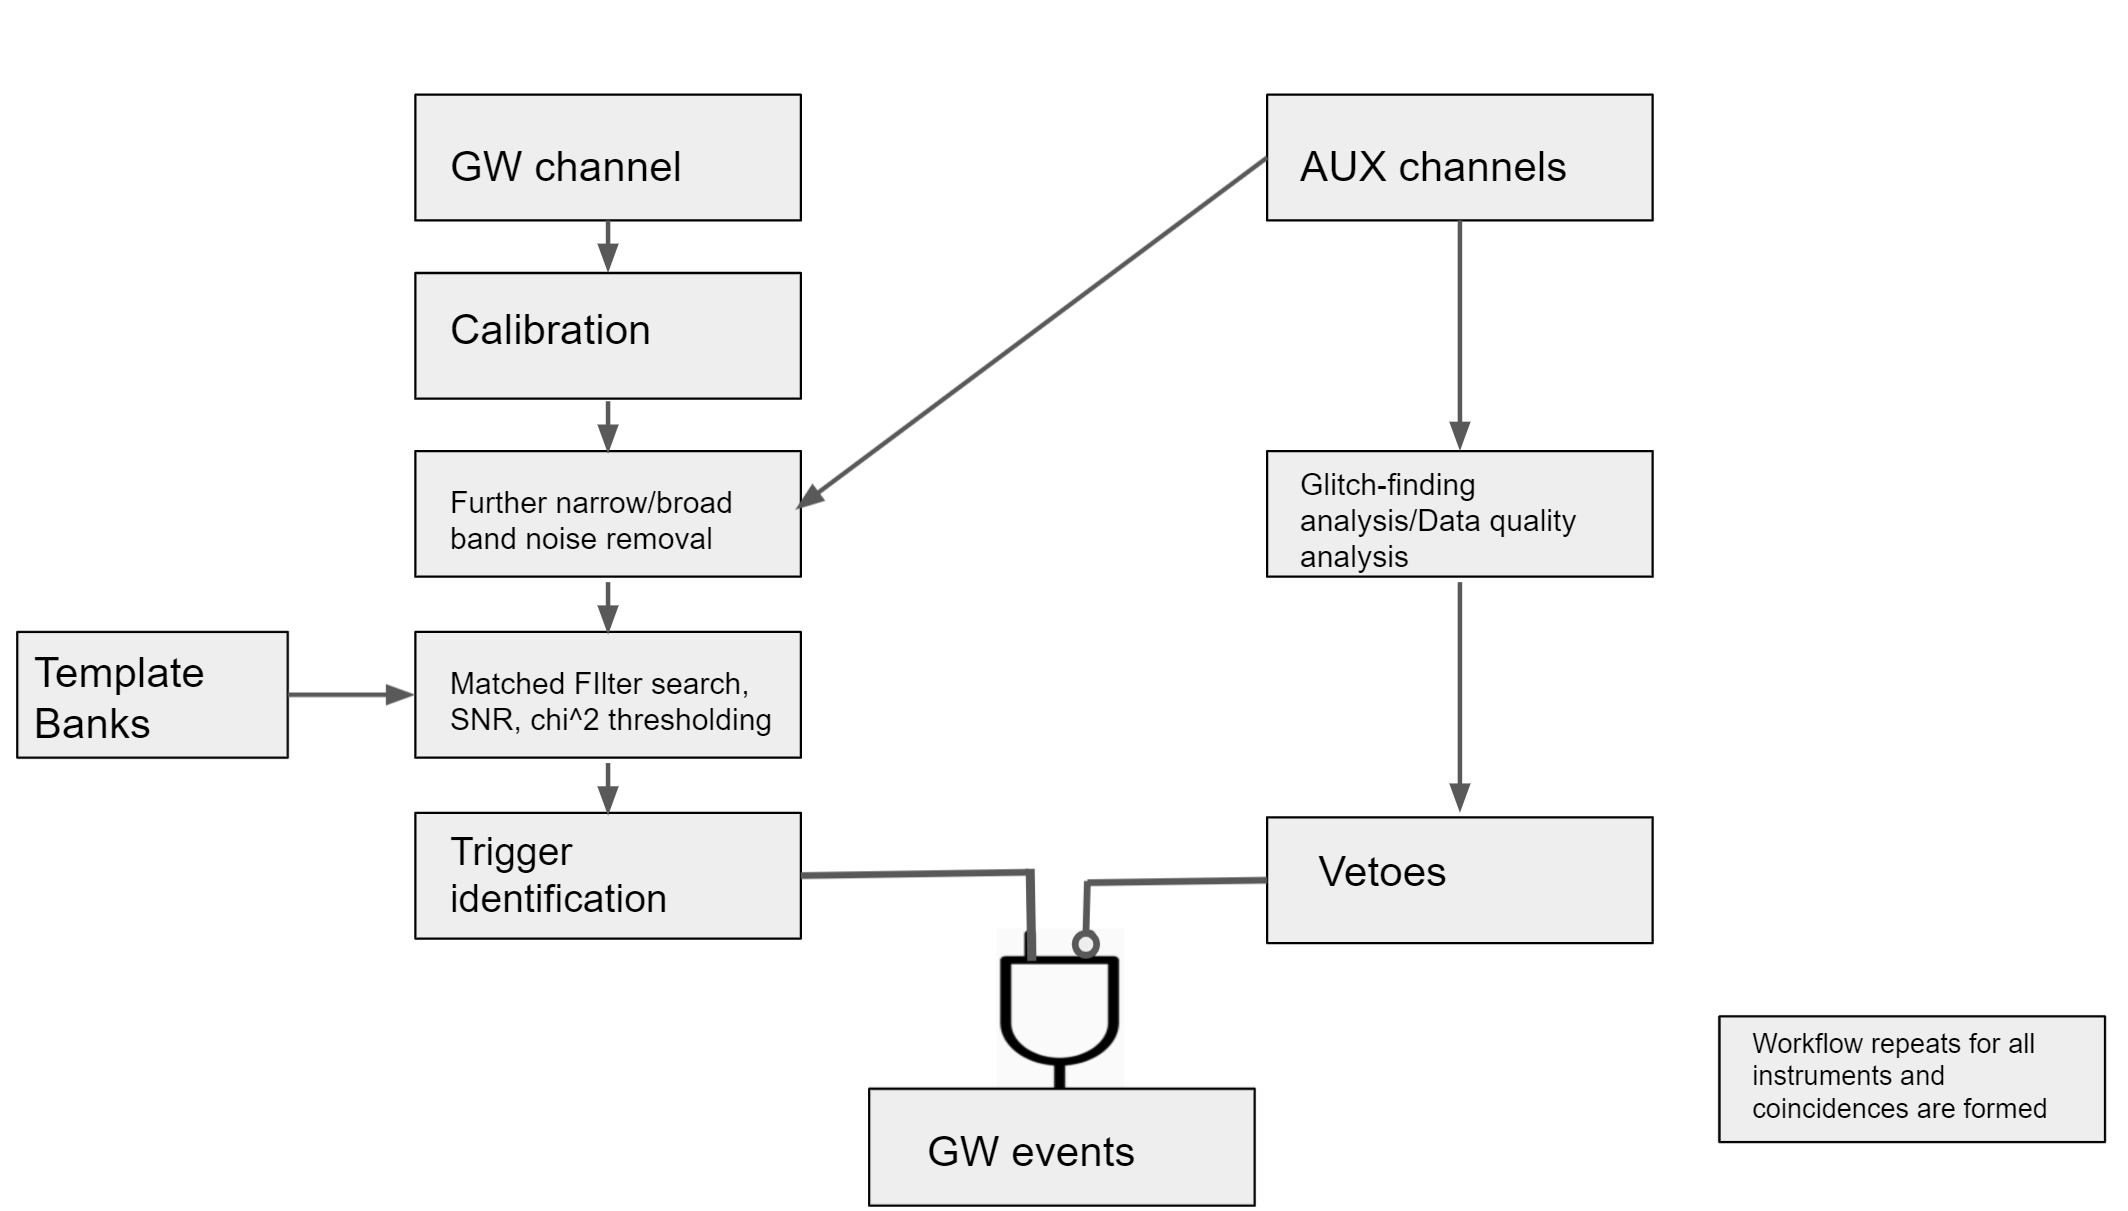 GW channel
AUX channels
Calibration
Further narrow/broad
band noise removal
Glitch-finding
analysis/Data quality
analysis
Template
Banks
Matched FIlter search,
SNR, chi^2 thresholding
Trigger
identification
Vetoes
Workflow repeats for all
instruments and
coincidences are formed
GW events